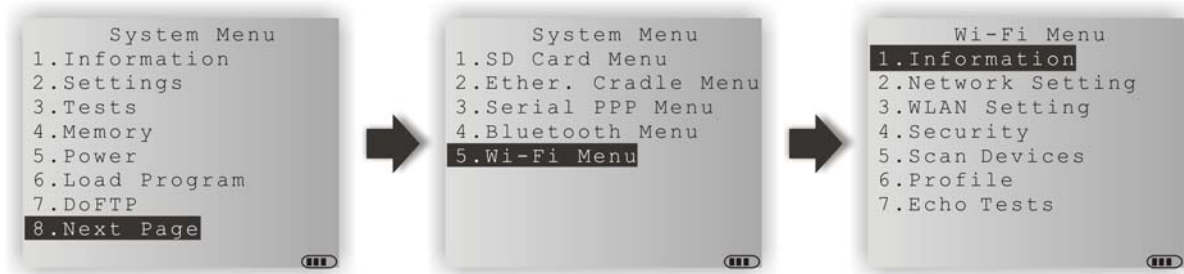 System Menu
1.Information
2.Settings
3.Tests
4.Memory
5.Power
6.Load Program
7.DoFTP
8.Next Page
System Menu
1.SD Card Menu
2.Ether. Cradle Menu
3.Serial PPP Menu
4.Bluetooth Menu
5.Wi-Fi Menu
Wi-Fi Menu
1.Information
2.Network Setting
3.WLAN Setting
4.Security
5.Scan Devices
6.Profile
7.Echo Tests